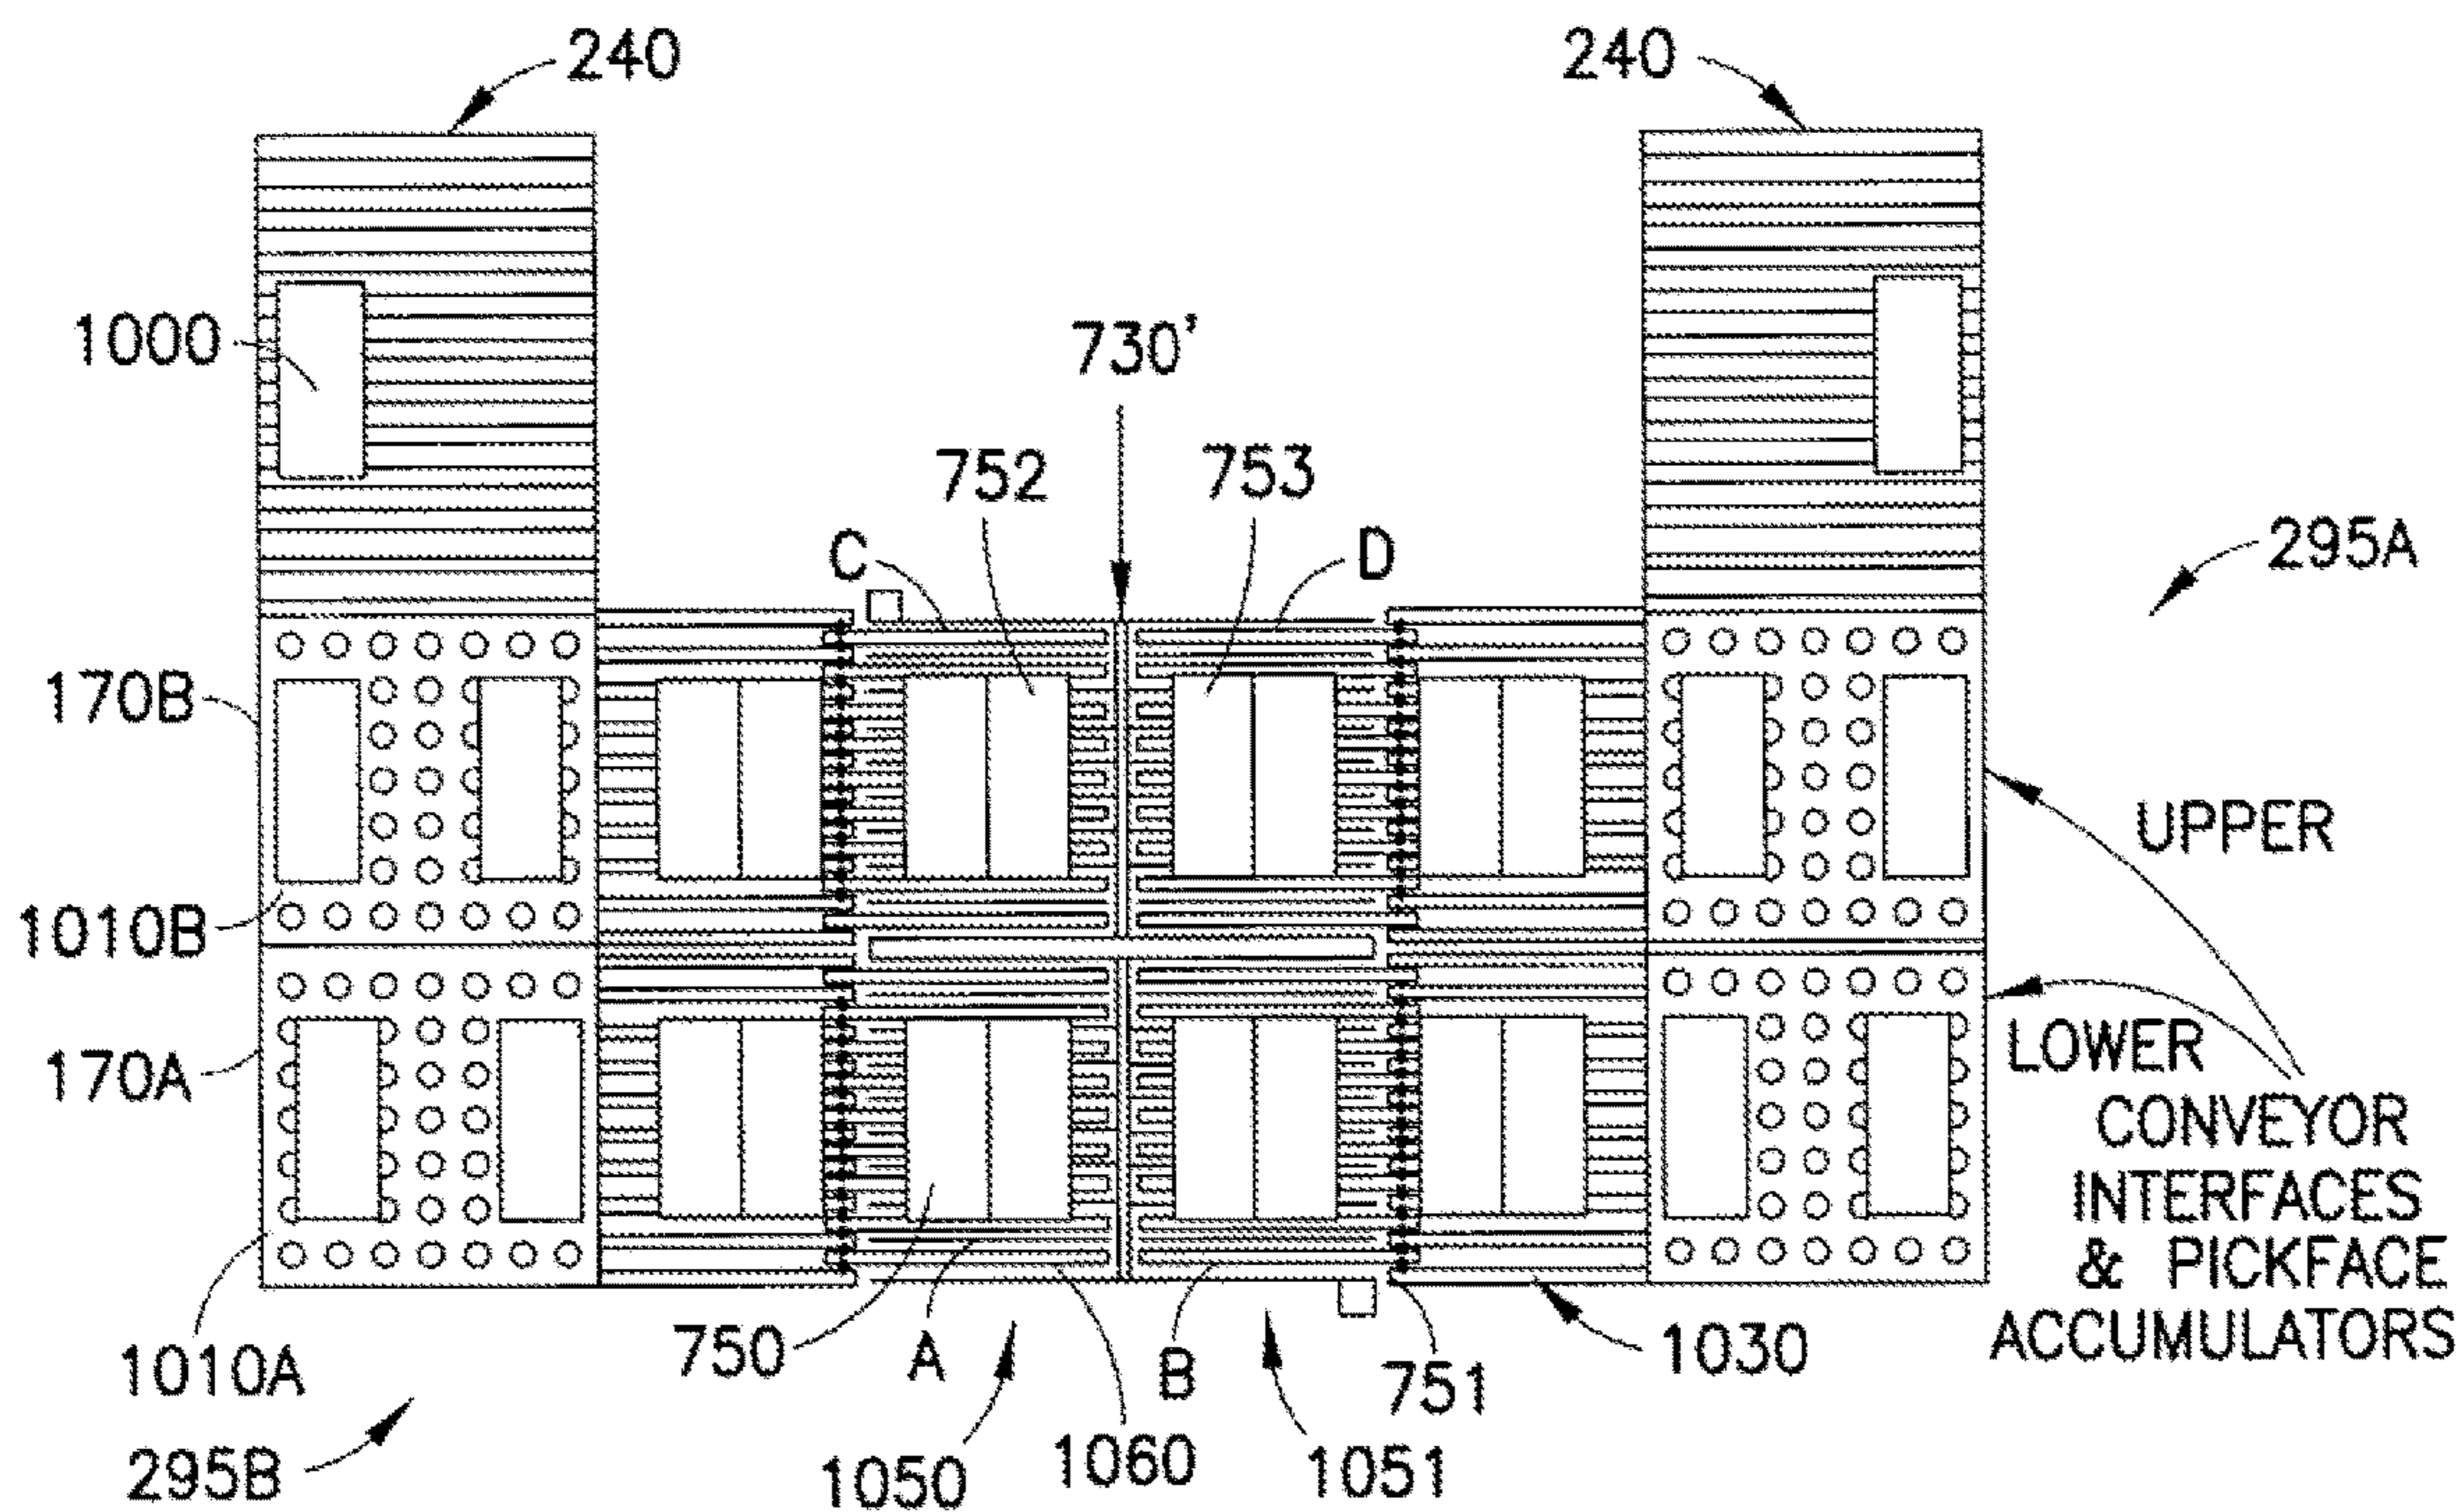 240
240
1000
730'
752
753
C
D
295A
170B
UPPER
1010B
170A
LOWER
CONVEYOR
INTERFACES
& PICKFACE
ACCUMULATORS
1010A
750
A
B
751
1030
295B
1050
1060
1051